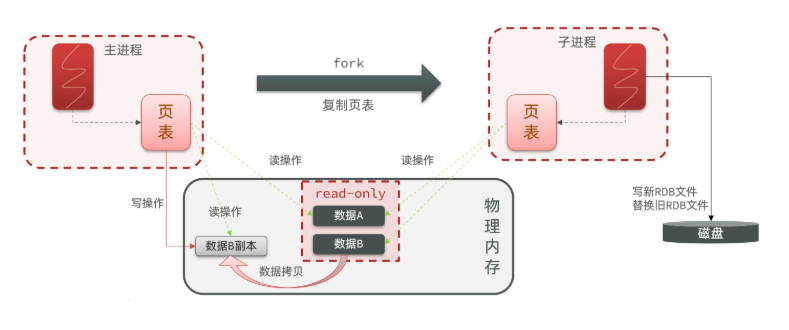 主进程
fork
子进程
复制页表
页
表
页
表
读操作
读操作
read-only
写操作
读操作
数据A
物
理
内
存
写新RDB文件
替换旧RDB文件
数据B副本
数据B
磁盘
数据拷贝